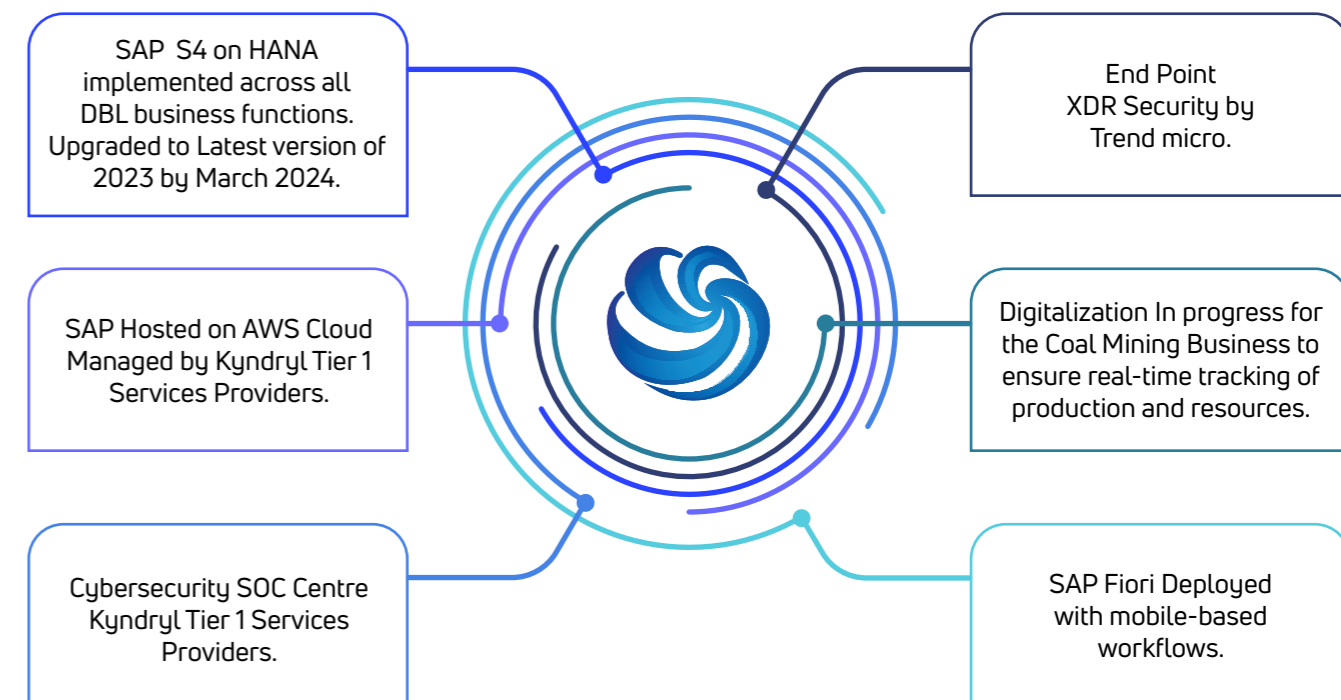 SAP S4 on HANA
implemented across all
DBL business functions.
Upgraded to Latest version of
2023 by March 2024.
End Point
XDR Security by
Trend micro.
SAP Hosted on AWS Cloud
Managed by Kyndryl Tier 1
Services Providers.
Digitalization In progress for
the Coal Mining Business to
ensure real-time tracking of
production and resources.
Cybersecurity SOC Centre
Kyndryl Tier 1 Services
Providers.
SAP Fiori Deployed
with mobile-based
workflows.